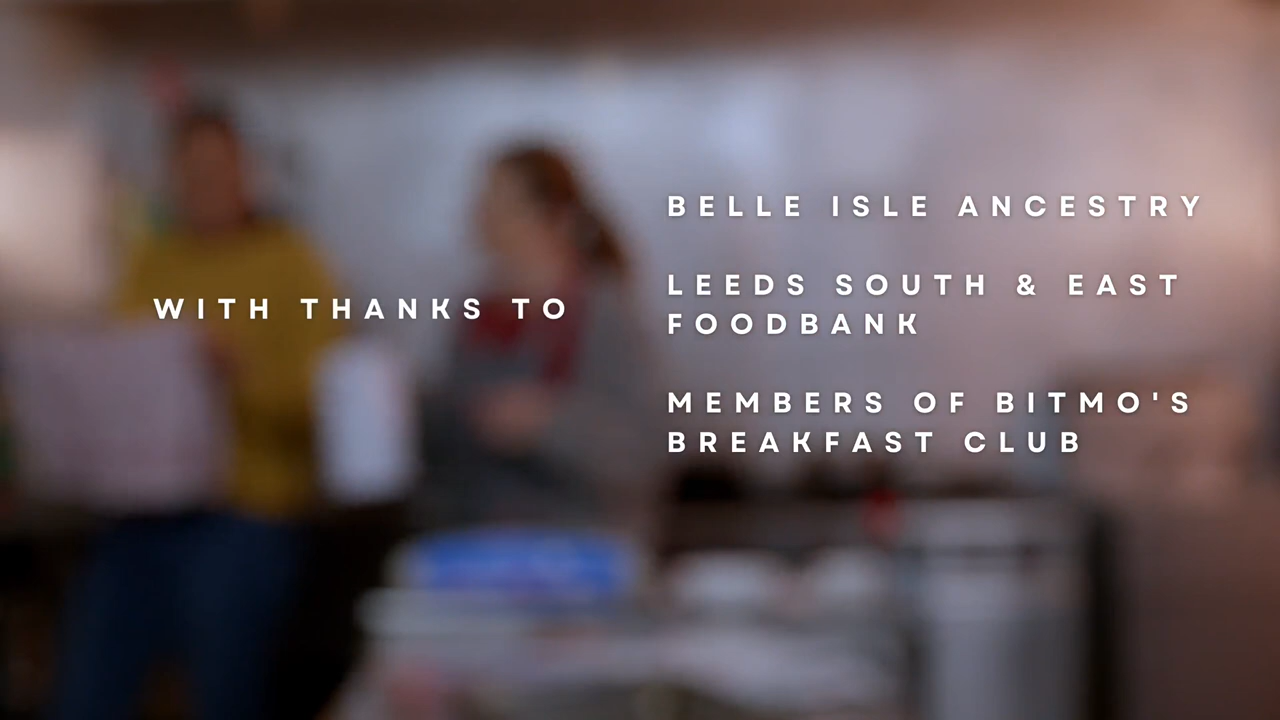 WITH THANKS TO
BELLE ISLE ANCESTRY
LEEDS SOUTH & EAST
FOODBANK
MEMBERS OF BITMO'S
BREAKFAST CLUB